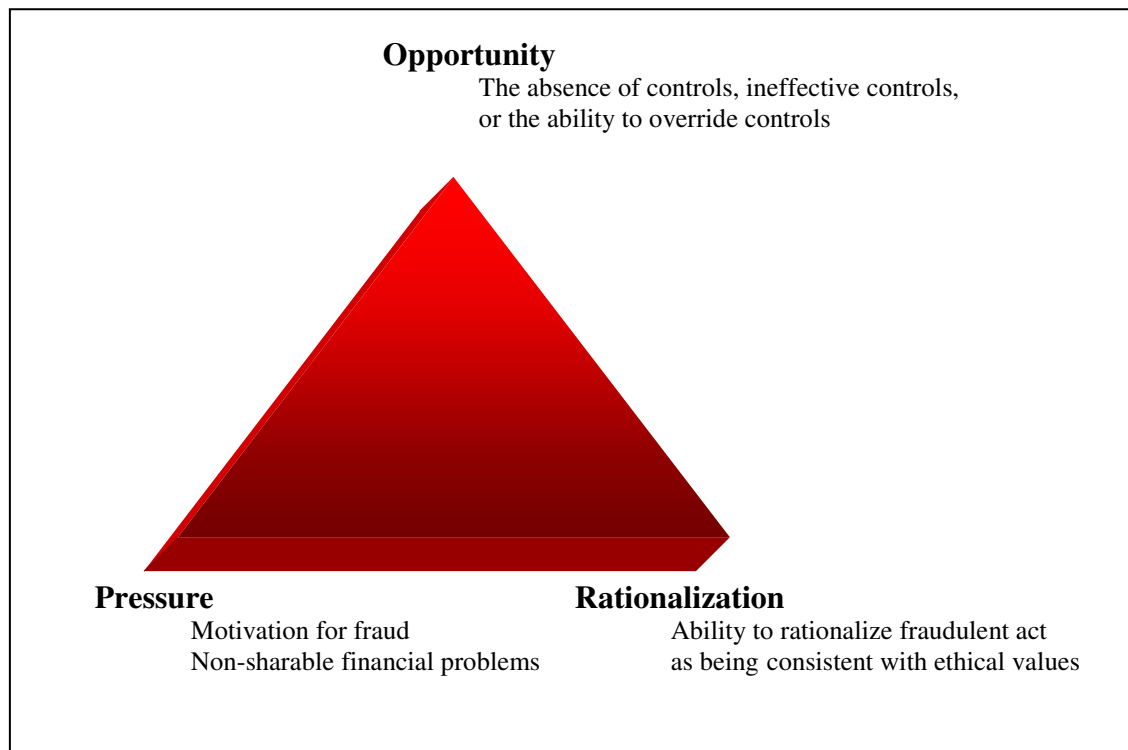 Opportunity
The absence of controls, ineffective controls,
or the ability to override controls
Pressure
Motivation for fraud
Non-sharable financial problems
Rationalization
Ability to rationalize fraudulent act
as being consistent with ethical values